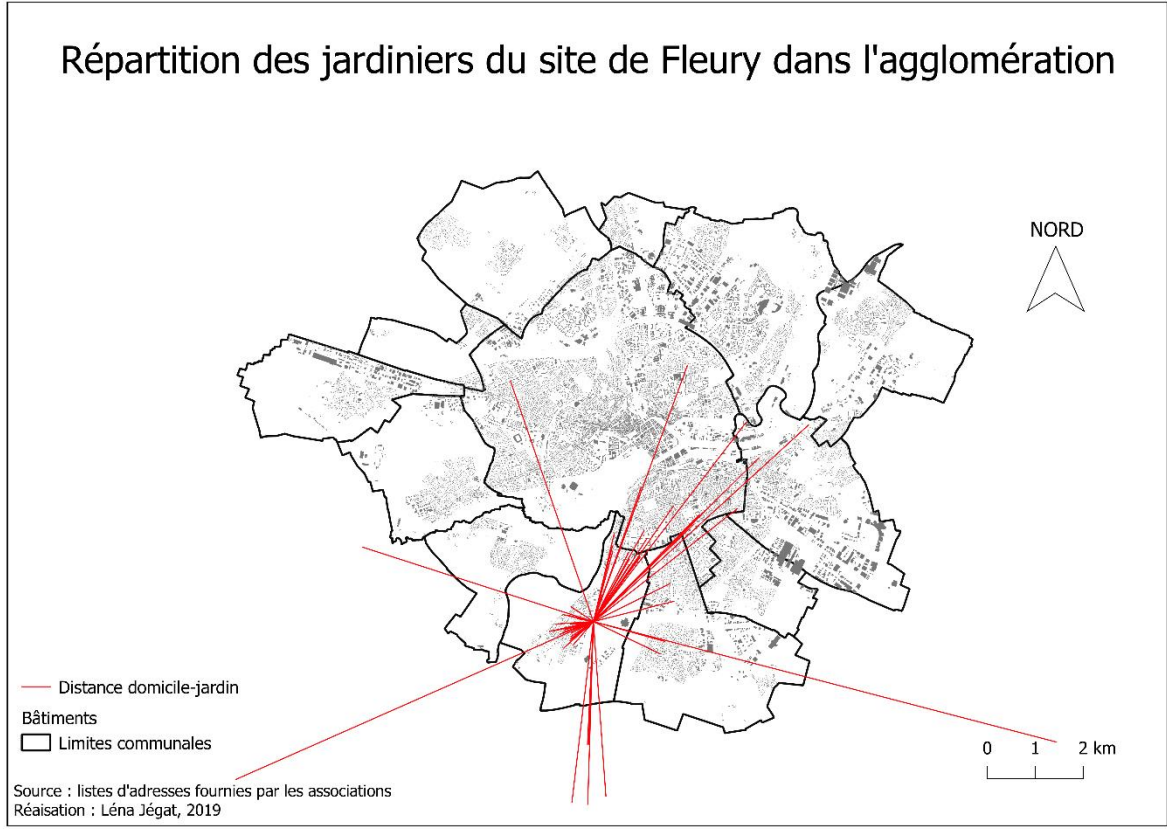 Répartition des jardiniers du site de Fleury dans l'agglomération
NORD
Distance domicile-jardin
Bâtiments
Limites communales
0 1 2 km
Source : listes d'adresses fournies par les associations
Réaisation : Léna Jégat, 2019